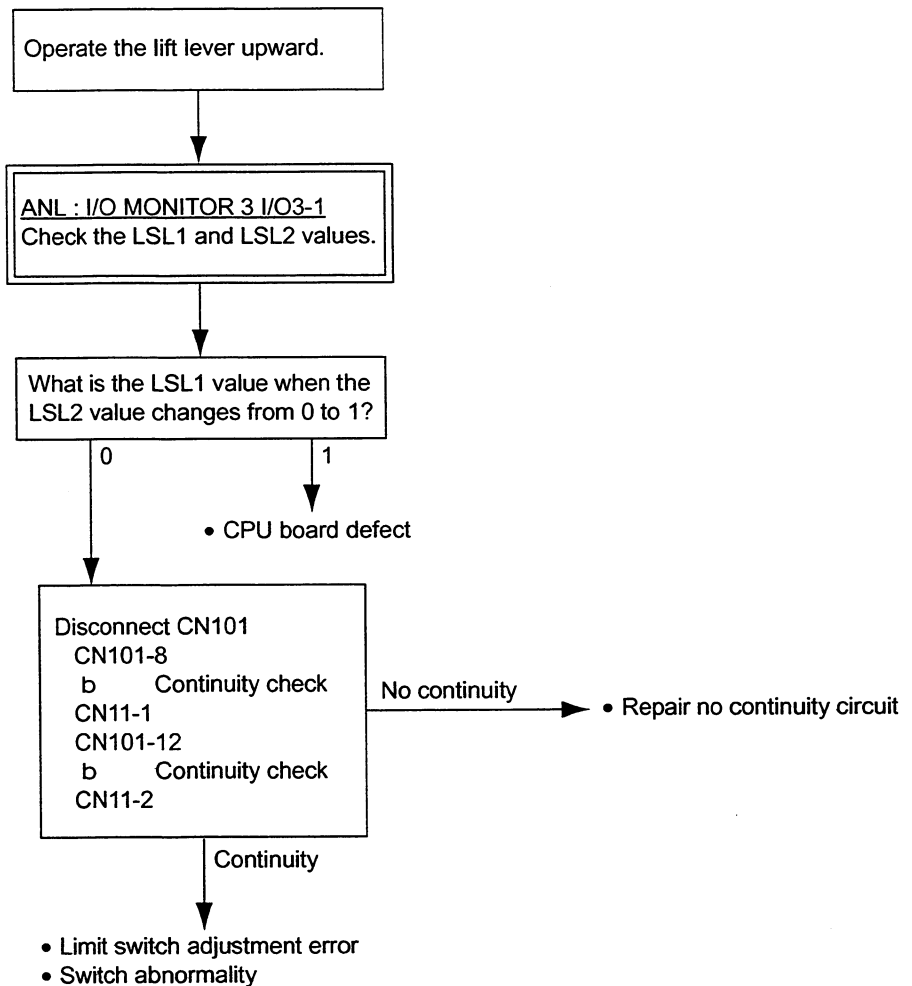 Operate the lift lever upward.
ANL : I/O MONITOR 3 I/O3-1
Check the LSL1 and LSL2 values.
What is the LSL1 value when the
LSL2 value changes from 0 to 1?
0
1
• CPU board defect
Disconnect CN101
CN101-8
b Continuity check
CN11-1
CN101-12
b Continuity check
CN11-2
No continuity
• Repair no continuity circuit
Continuity
• Limit switch adjustment error
• Switch abnormality